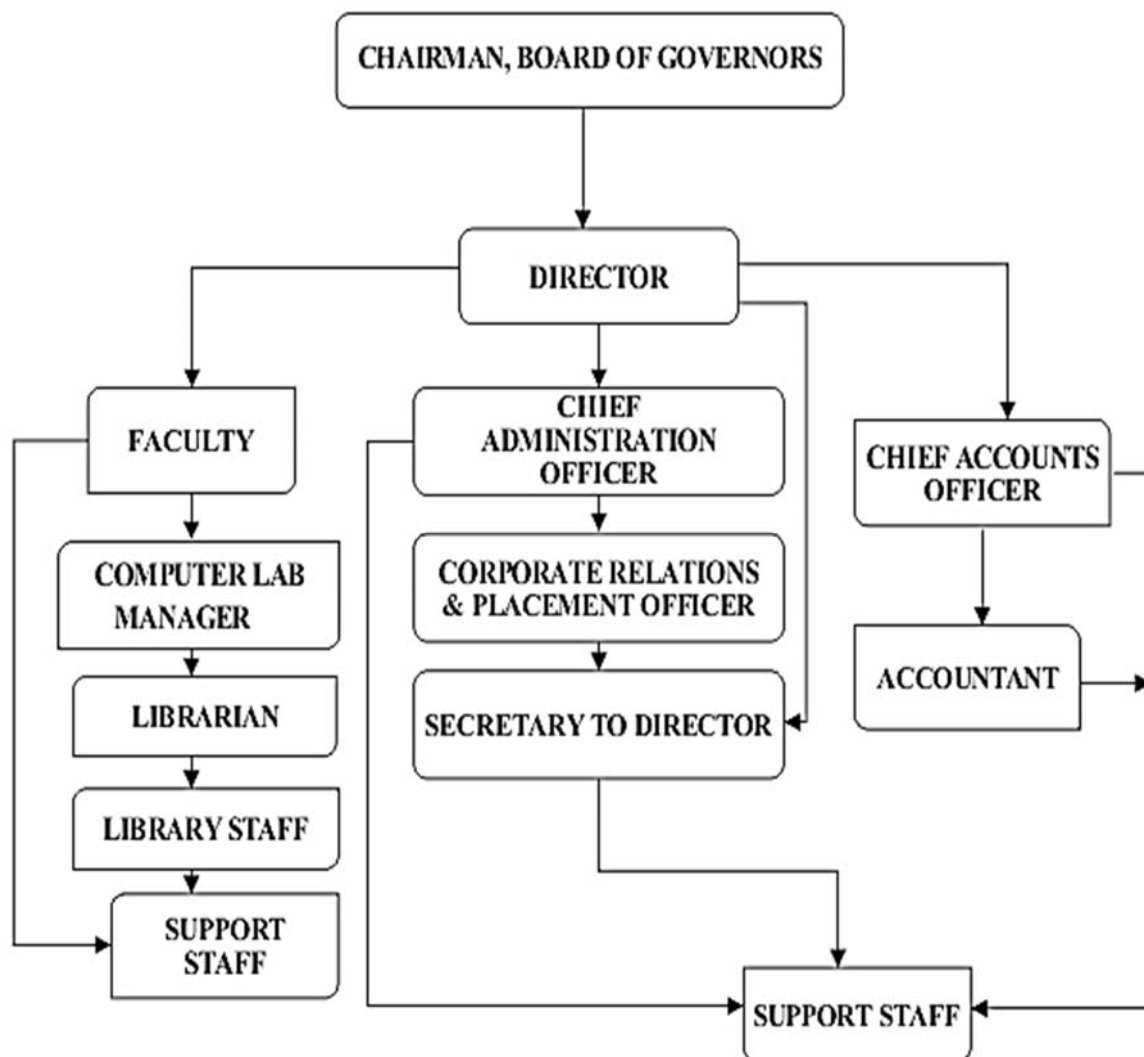 CHAIRMAN, BOARD OF GOVERNORS
DIRECTOR
FACULTY
CHIEF
ADMINISTRATION
OFFICER
CHIEF ACCOUNTS
OFFICER
COMPUTER LAB
MANAGER
CORPORATE RELATIONS
& PLACEMENT OFFICER
LIBRARIAN
SECRETARY TO DIRECTOR
ACCOUNTANT
LIBRARY STAFF
SUPPORT
STAFF
SUPPORT STAFF